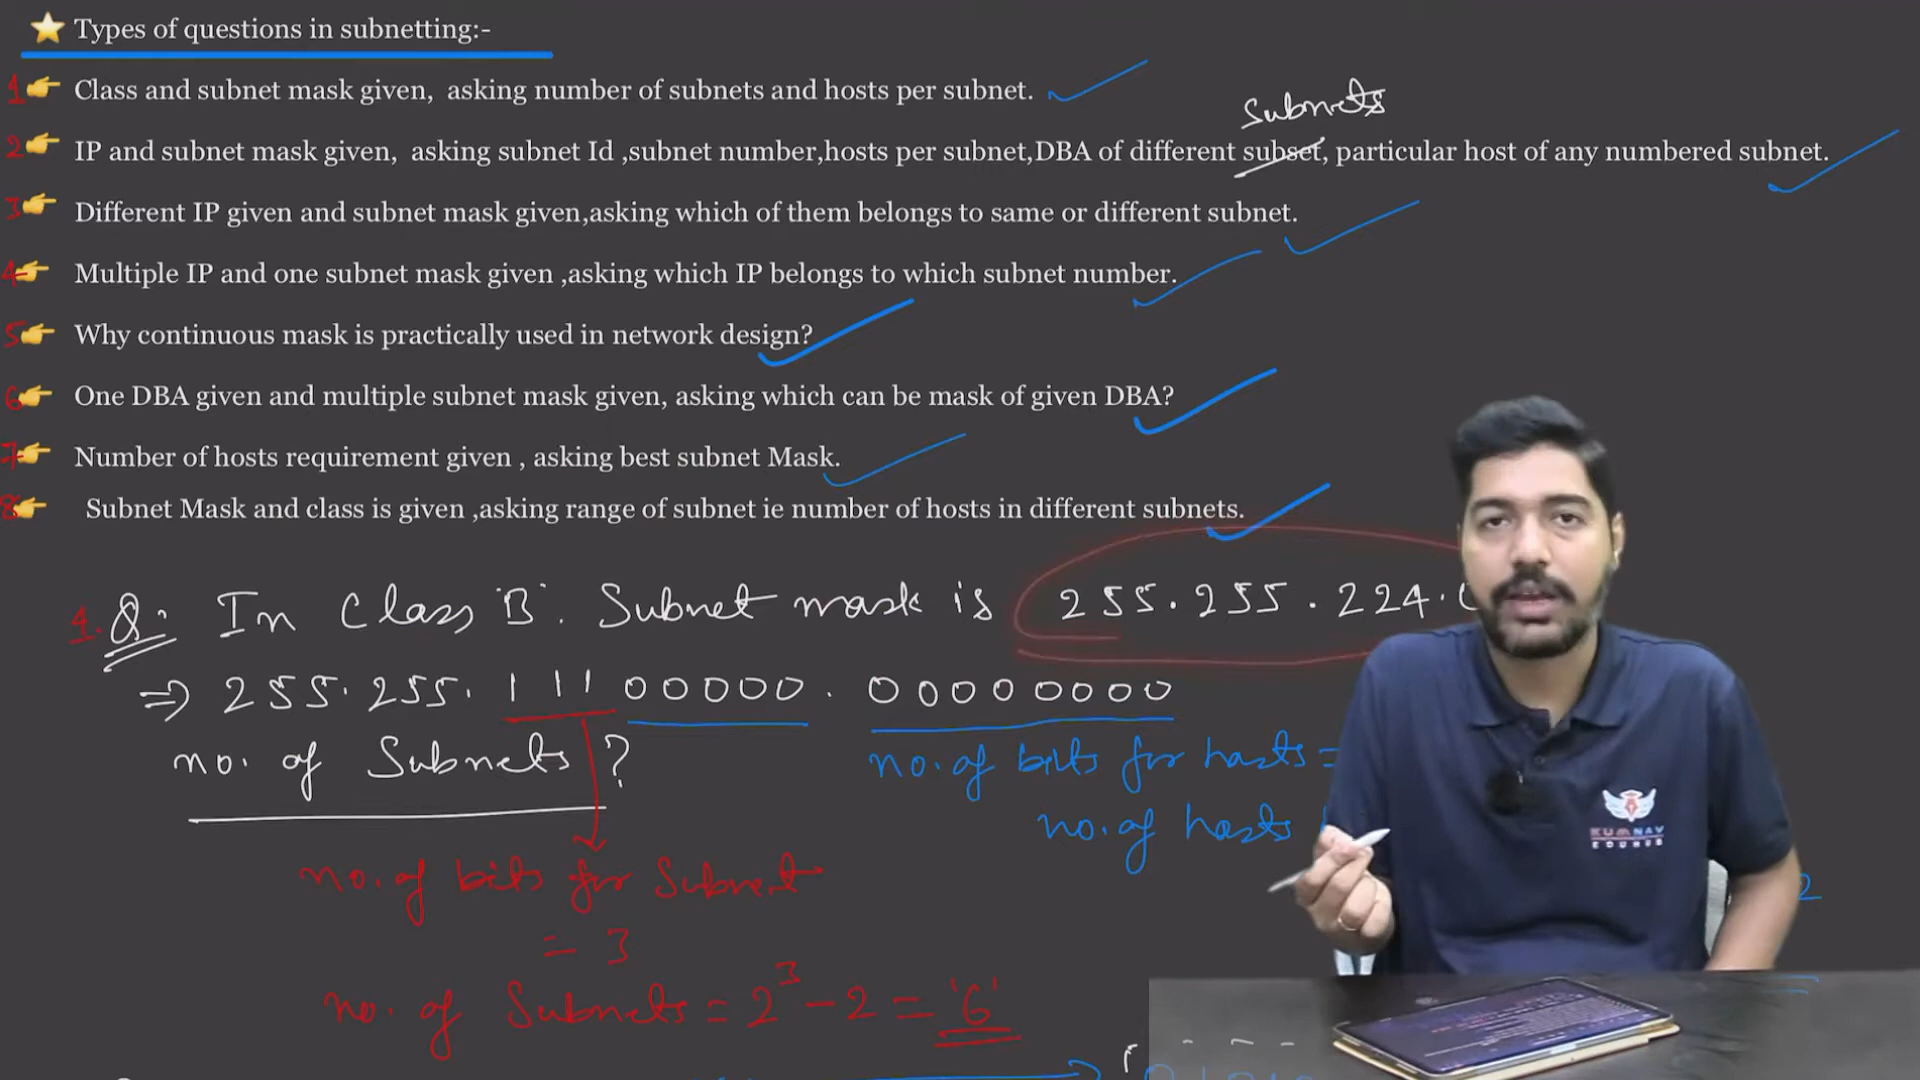 Types of questions in subnetting:-
1 Class and subnet mask given, asking number of subnets and hosts per subnet.
Subnets
2 IP and subnet mask given, asking subnet Id ,subnet number,hosts per subnet,DBA of different subset, particular host of any numbered subnet.
3 Different IP given and subnet mask given,asking which of them belongs to same or different subnet.
4 Multiple IP and one subnet mask given ,asking which IP belongs to which subnet number.
5 Why continuous mask is practically used in network design?
6 One DBA given and multiple subnet mask given, asking which can be mask of given DBA?
7 Number of hosts requirement given , asking best subnet Mask.
8 Subnet Mask and class is given ,asking range of subnet ie number of hosts in different subnets.
1. Q: In Class 'B'. Subnet mask is 255.255.224.
⇒ 255.255.11100000.00000000
no. of Subnets?
no. of bits for hosts =
no. of hosts
no. of bits for Subnet
= 3
2
no. of Subnets = 2³ - 2 = '6'
KUMNAV
EDUHUB